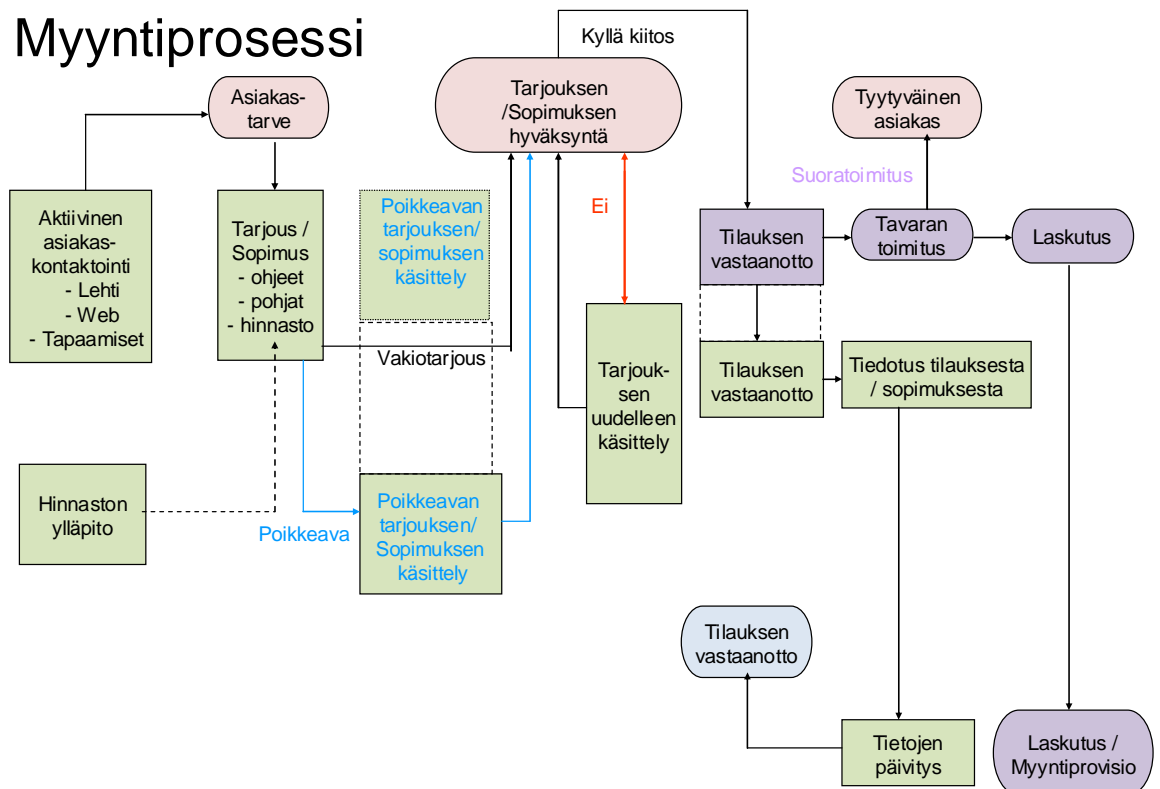 Myyntiprosessi
Kyllä kiitos
Asiakas-
tarve
Tarjouksen
/Sopimuksen
hyväksyntä
Tyytyväinen
asiakas
Suoratoimitus
Aktiivinen
asiakas-
kontaktointi
- Lehti
- Web
- Tapaamiset
Tarjous /
Sopimus
- ohjeet
- pohjat
- hinnasto
Poikkeavan
tarjouksen/
sopimuksen
käsittely
Ei
Tilauksen
vastaanotto
Tavaran
toimitus
Laskutus
Vakiotarjous
Tarjouk-
sen
uudelleen
käsittely
Tilauksen
vastaanotto
Tiedotus tilauksesta
/ sopimuksesta
Hinnaston
ylläpito
Poikkeava
Poikkeavan
tarjouksen/
Sopimuksen
käsittely
Tilauksen
vastaanotto
Tietojen
päivitys
Laskutus /
Myyntiprovisio